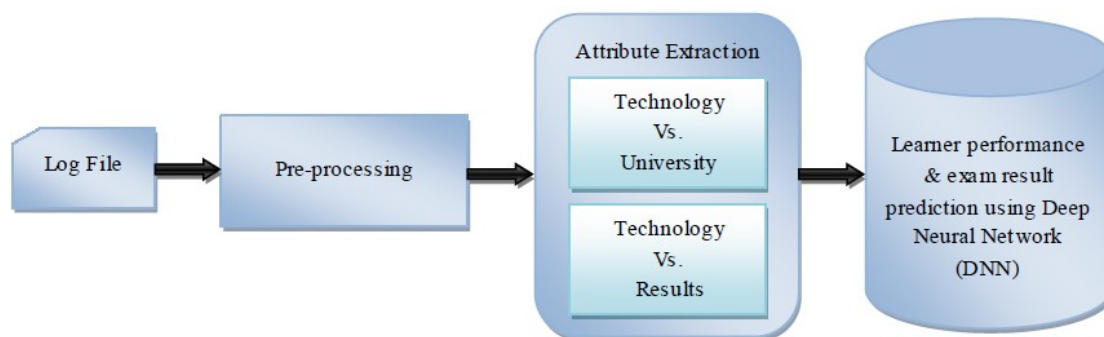 Log File
Pre-processing
Attribute Extraction
Technology
Vs.
University
Technology
Vs.
Results
Learner performance
& exam result
prediction using Deep
Neural Network
(DNN)